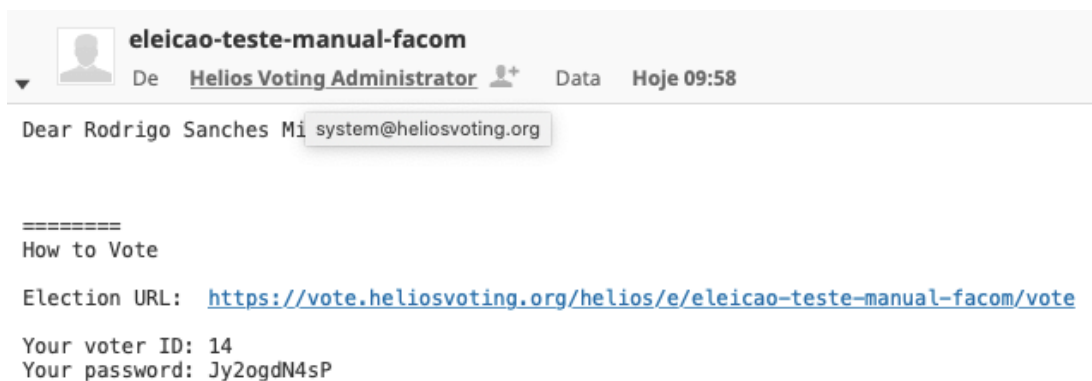 eleicao-teste-manual-facom
De Helios Voting Administrator Data Hoje 09:58
Dear Rodrigo Sanches Mi
system@heliosvoting.org
========
How to Vote
Election URL: https://vote.heliosvoting.org/helios/e/eleicao-teste-manual-facom/vote
Your voter ID: 14
Your password: Jy2ogdN4sP